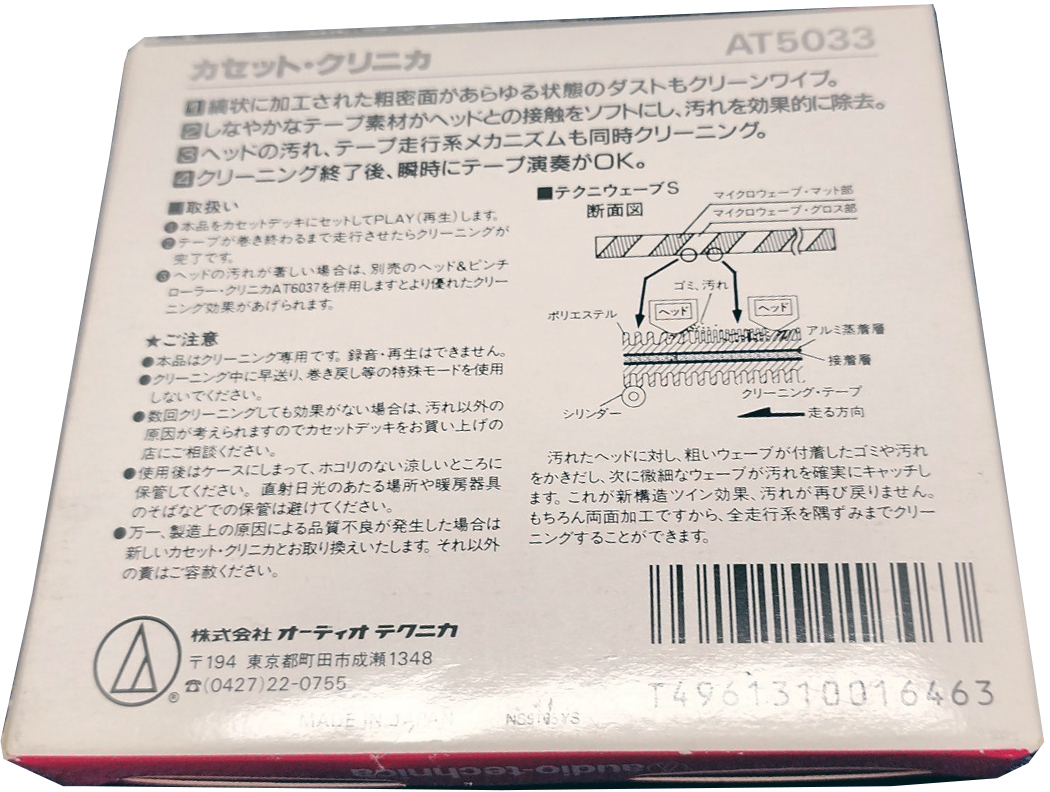 カセット・クリニカ
AT5033
1 繝状に加工された粗密面があらゆる状態のダストもクリーンワイプ。
2 しなやかなテープ素材がヘッドとの接触をソフトにし、汚れを効果的に除去。
3 ヘッドの汚れ、テープ走行系メカニズムも同時クリーニング。
4 クリーニング終了後、瞬時にテープ演奏がOK。
■取扱い
❶本品をカセットデッキにセットしてPLAY(再生)します。
❷テープが巻き終わるまで走行させたらクリーニングが
完了です。
❸ヘッドの汚れが著しい場合は、別売のヘッド&ピンチ
ローラー・クリニカAT6037を併用しますとより優れたクリー
ニング効果があげられます。
★ご注意
●本品はクリーニング専用です。録音・再生はできません。
●クリーニング中に早送り、巻き戻し等の特殊モードを使用
しないでください。
●数回クリーニングしても効果がない場合は、汚れ以外の
原因が考えられますのでカセットデッキをお買い上げの
店にご相談ください。
●使用後はケースにしまって、ホコリのない涼しいところに
保管してください。直射日光のあたる場所や暖房器具
のそばなどでの保管は避けてください。
●万一、製造上の原因による品質不良が発生した場合は
新しいカセット・クリニカとお取り換えいたします。それ以外
の責はご容赦ください。
■テクニウェーブS
断面図
マイクロウェーブ・マット部
マイクロウェーブ・グロス部
ゴミ、汚れ
ヘッド
ヘッド
ポリエステル
アルミ蒸着層
接着層
クリーニング・テープ
シリンダー
走る方向
汚れたヘッドに対し、粗いウェーブが付着したゴミや汚れ
をかきだし、次に微細なウェーブが汚れを確実にキャッチし
ます。これが新構造ツイン効果、汚れが再び戻りません。
もちろん両面加工ですから、全走行系を隅ずみまでクリー
ニングすることができます。
株式会社 オーディオテクニカ
〒194 東京都町田市成瀬1348
☎(0427)22-0755
®
MADE IN JAPAN
T4961310016463
audio-technica